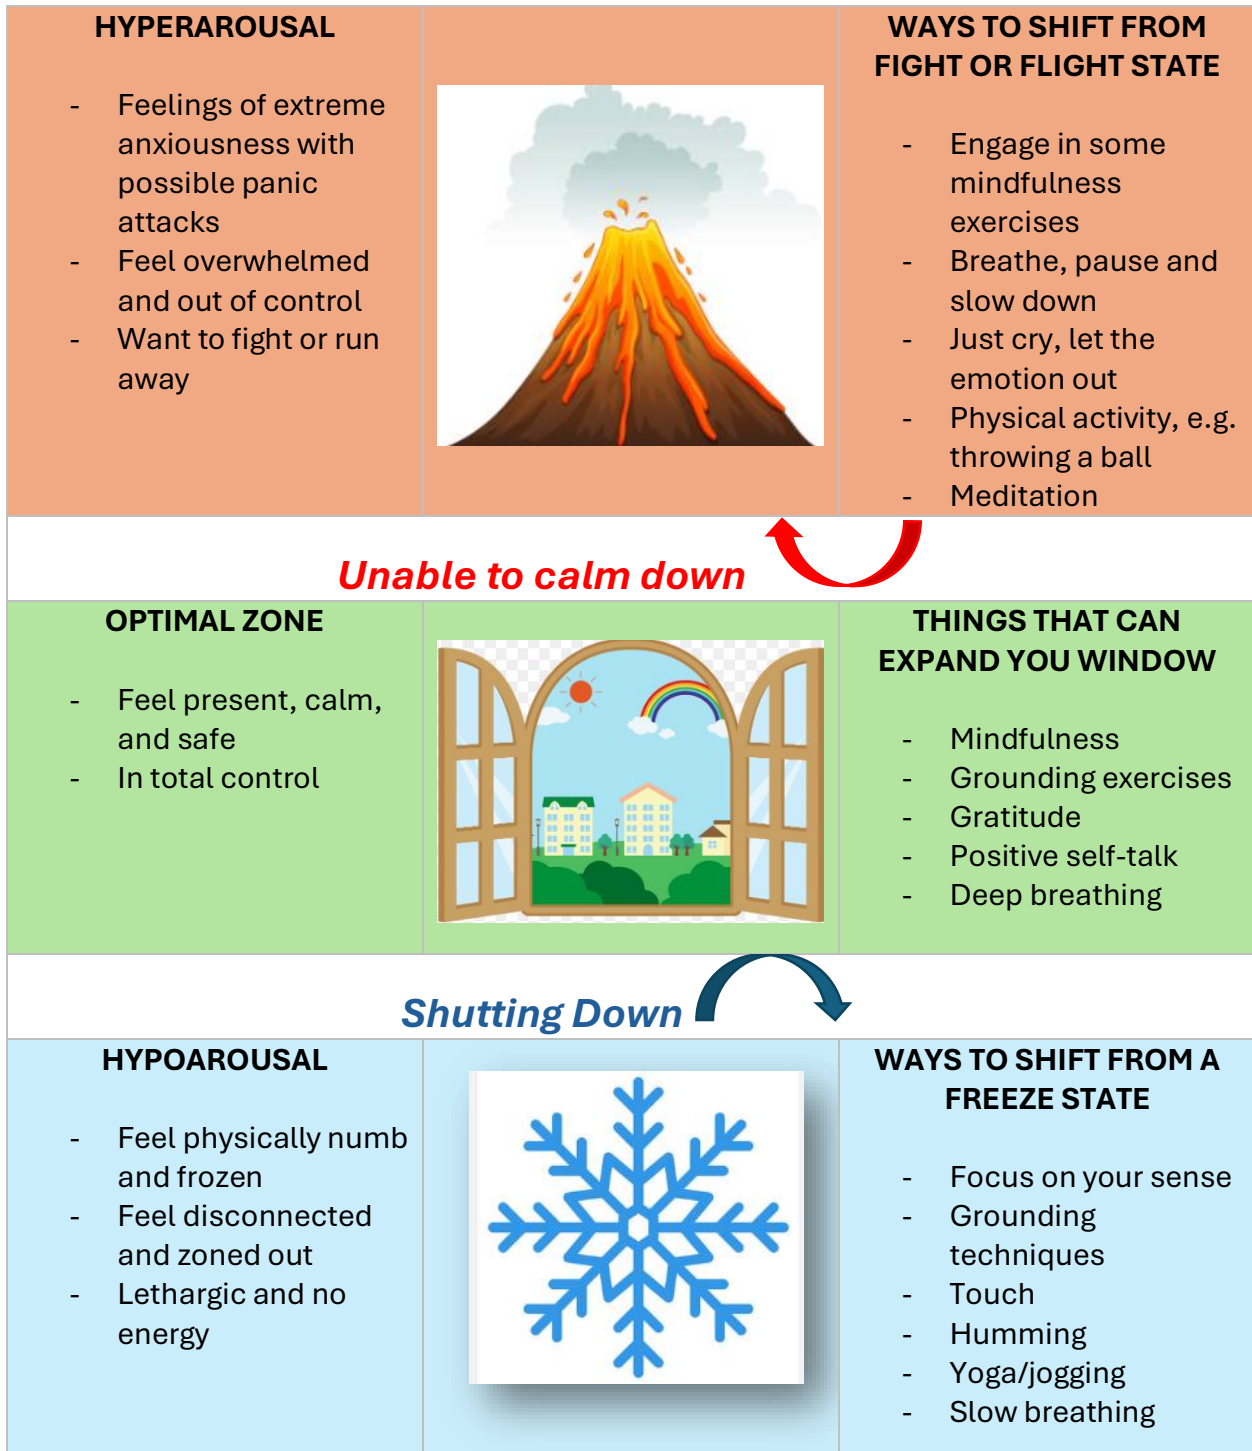 HYPERAROUSAL
- Feelings of extreme
anxiousness with
possible panic
attacks
- Feel overwhelmed
and out of control
- Want to fight or run
away
WAYS TO SHIFT FROM
FIGHT OR FLIGHT STATE
- Engage in some
mindfulness
exercises
- Breathe, pause and
slow down
- Just cry, let the
emotion out
- Physical activity, e.g.
throwing a ball
- Meditation
Unable to calm down
OPTIMAL ZONE
- Feel present, calm,
and safe
- In total control
THINGS THAT CAN
EXPAND YOU WINDOW
- Mindfulness
- Grounding exercises
- Gratitude
- Positive self-talk
- Deep breathing
Shutting Down
HYPOAROUSAL
- Feel physically numb
and frozen
- Feel disconnected
and zoned out
- Lethargic and no
energy
WAYS TO SHIFT FROM A
FREEZE STATE
- Focus on your sense
- Grounding
techniques
- Touch
- Humming
- Yoga/jogging
- Slow breathing